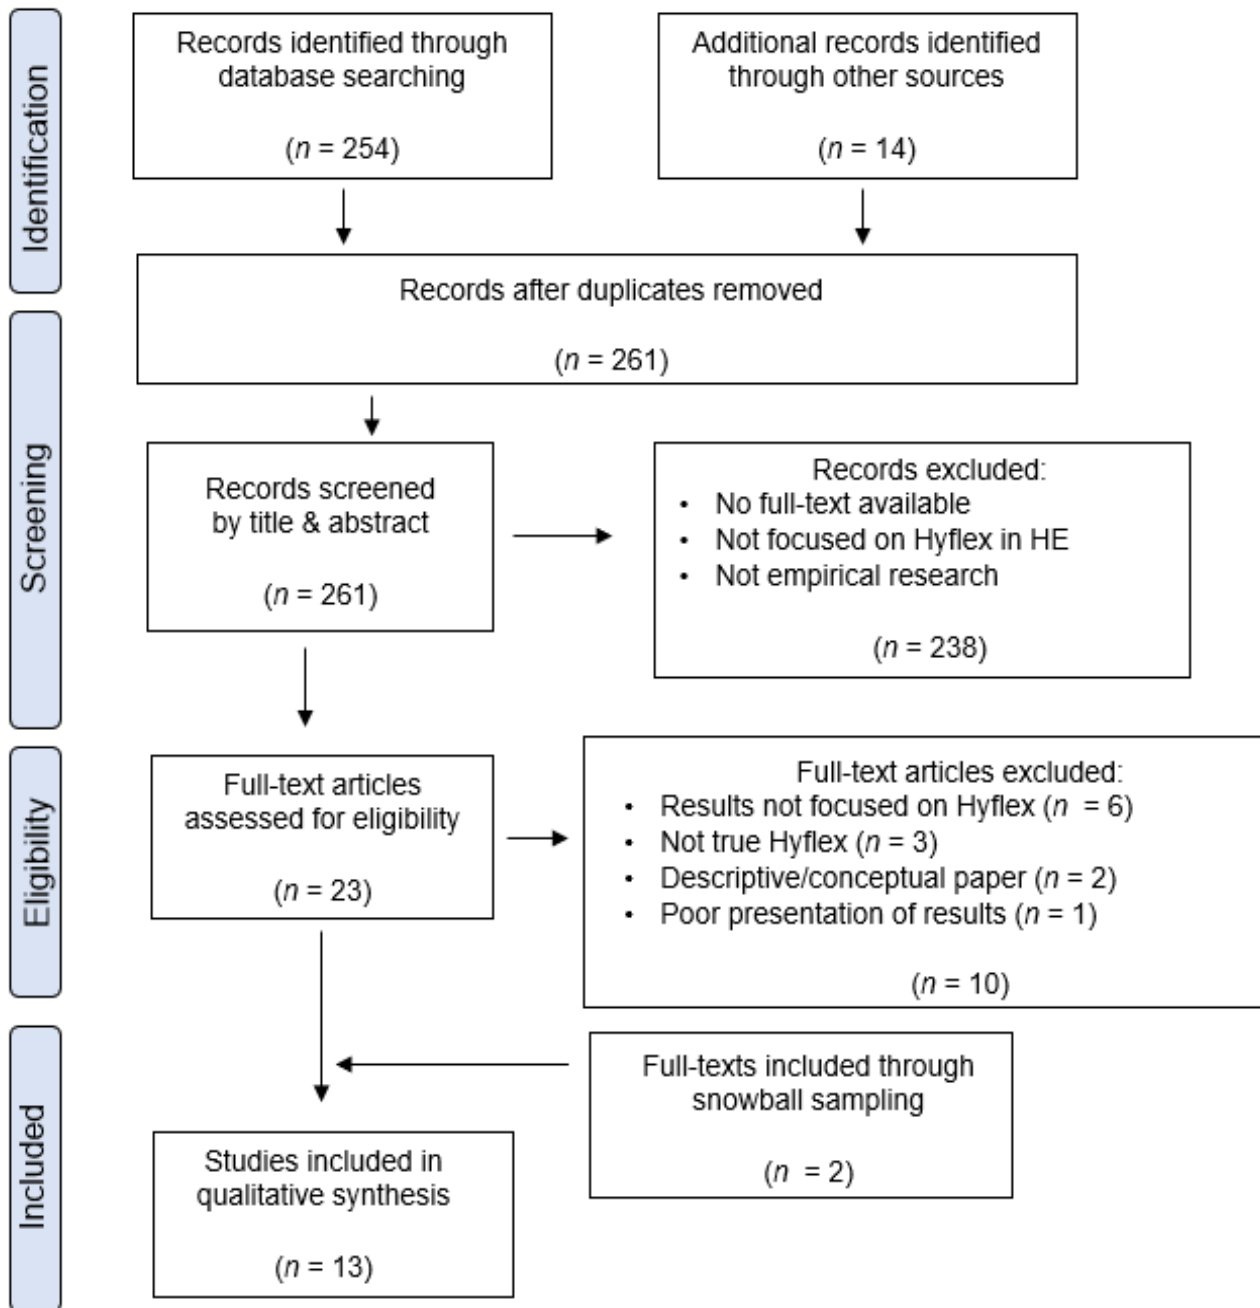 Identification
Records identified through
database searching
(n = 254)
Additional records identified
through other sources
(n = 14)
Records after duplicates removed
(n = 261)
Screening
Records screened
by title & abstract
(n = 261)
Records excluded:
• No full-text available
• Not focused on Hyflex in HE
• Not empirical research
(n = 238)
Eligibility
Full-text articles
assessed for eligibility
(n = 23)
Full-text articles excluded:
• Results not focused on Hyflex (n = 6)
• Not true Hyflex (n = 3)
• Descriptive/conceptual paper (n = 2)
• Poor presentation of results (n = 1)
(n = 10)
Included
Full-texts included through
snowball sampling
(n = 2)
Studies included in
qualitative synthesis
(n = 13)